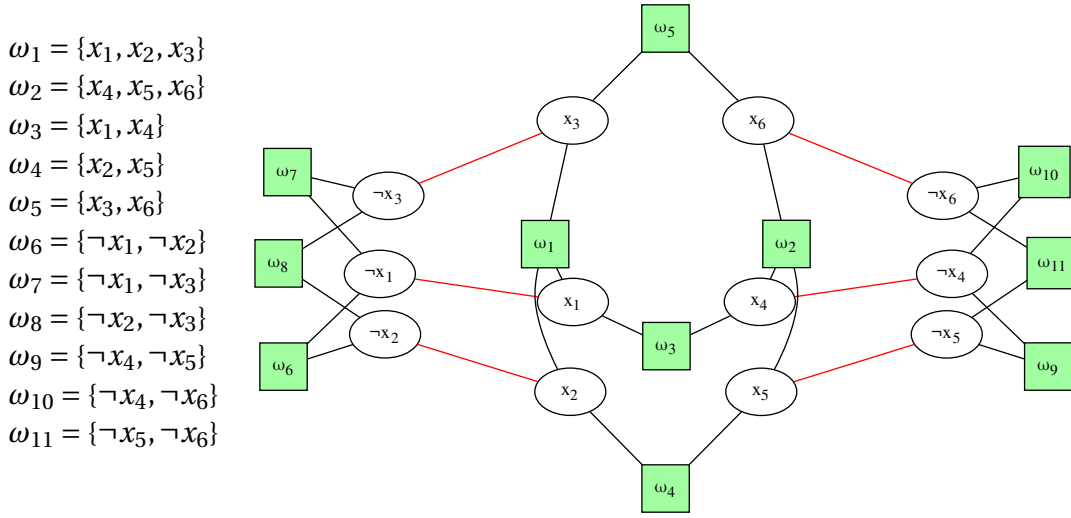 ω₁ = {x₁, x₂, x₃}
ω₂ = {x₄, x₅, x₆}
ω₃ = {x₁, x₄}
ω₄ = {x₂, x₅}
ω₅ = {x₃, x₆}
ω₆ = {¬x₁, ¬x₂}
ω₇ = {¬x₁, ¬x₃}
ω₈ = {¬x₂, ¬x₃}
ω₉ = {¬x₄, ¬x₅}
ω₁₀ = {¬x₄, ¬x₆}
ω₁₁ = {¬x₅, ¬x₆}
ω₅
x₃
x₆
ω₇
ω₁₀
¬x₃
¬x₆
ω₁
ω₂
ω₈
ω₁₁
¬x₁
¬x₄
x₁
x₄
¬x₂
¬x₅
ω₃
ω₆
ω₉
x₂
x₅
ω₄